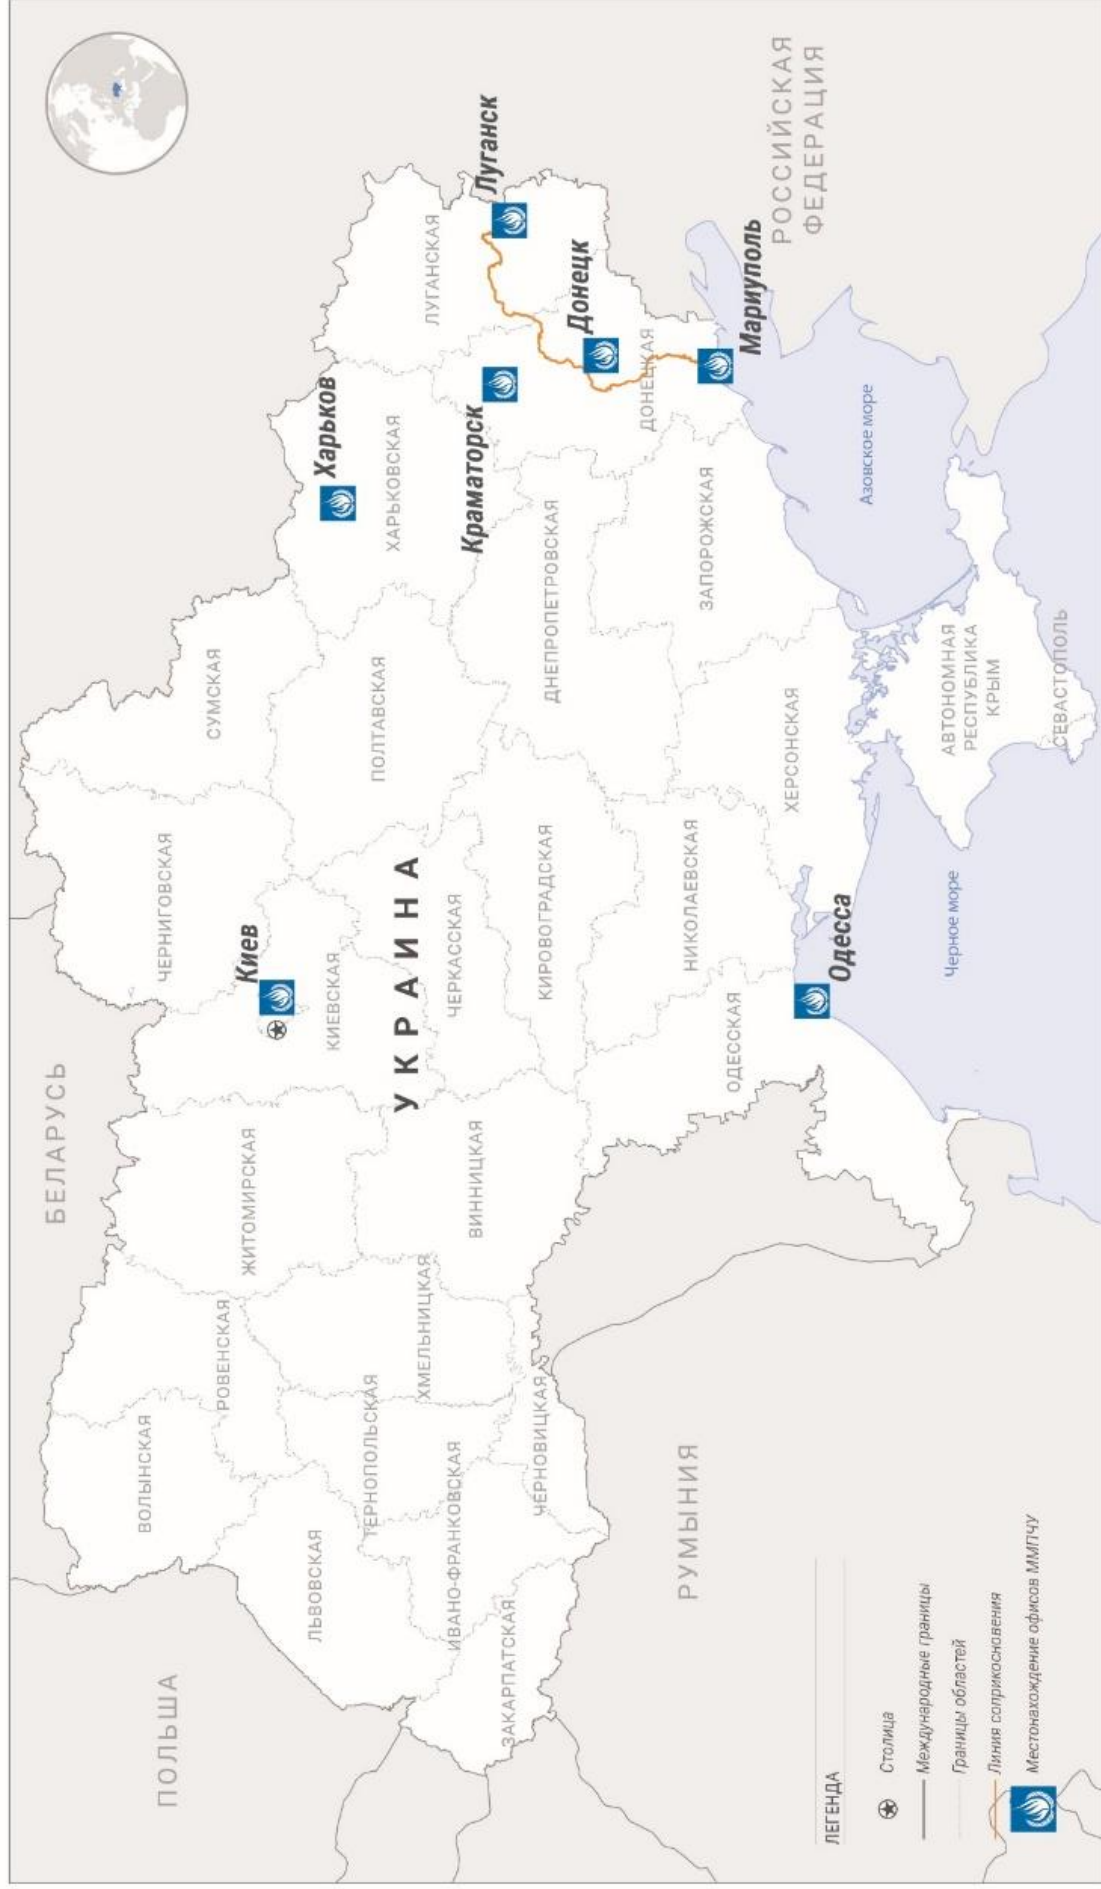 БЕЛАРУСЬ
ПОЛЬША
РУМЫНИЯ
РОССИЙСКАЯ
ФЕДЕРАЦИЯ
УКРАИНА
ВОЛЫНСКАЯ
РОВЕНСКАЯ
ЖИТОМИРСКАЯ
Киев
КИЕВСКАЯ
ЧЕРНИГОВСКАЯ
СУМСКАЯ
ЛЬВОВСКАЯ
ТЕРНОПОЛЬСКАЯ
ХМЕЛЬНИЦКАЯ
ВИННИЦКАЯ
ЧЕРКАССКАЯ
ПОЛТАВСКАЯ
Харьков
ХАРЬКОВСКАЯ
ЛУГАНСКАЯ
Луганск
ИВАНО-ФРАНКОВСКАЯ
ЗАКАРПАТСКАЯ
ЧЕРНОВИЦКАЯ
КИРОВОГРАДСКАЯ
ДНЕПРОПЕТРОВСКАЯ
Краматорск
Донецк
ДОНЕЦКАЯ
Мариуполь
ОДЕССКАЯ
Одесса
НИКОЛАЕВСКАЯ
ХЕРСОНСКАЯ
ЗАПОРОЖСКАЯ
Азовское море
Черное море
АВТОНОМНАЯ
РЕСПУБЛИКА
КРЫМ
СЕВАСТОПОЛЬ
ЛЕГЕНДА
Столица
Международные границы
Границы областей
Линия соприкосновения
Местонахождение офисов ММПЧУ